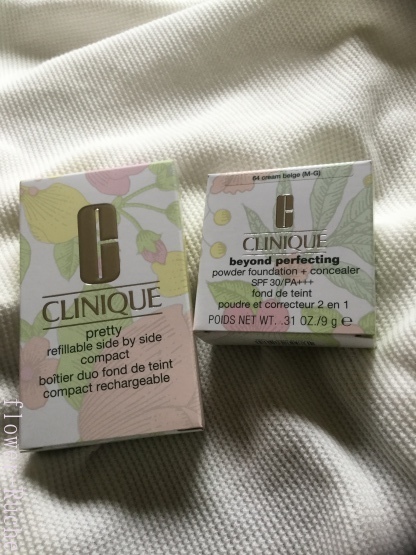 CLINIQUE
pretty
refillable side by side
compact
boîtier duo fond de teint
compact rechargeable
64 cream beige (M-G)
CLINIQUE
beyond perfecting
powder foundation + concealer
SPF 30/PA+++
fond de teint
poudre et correcteur 2 en 1
POIDS NET WT. .31 OZ./9 g ℮